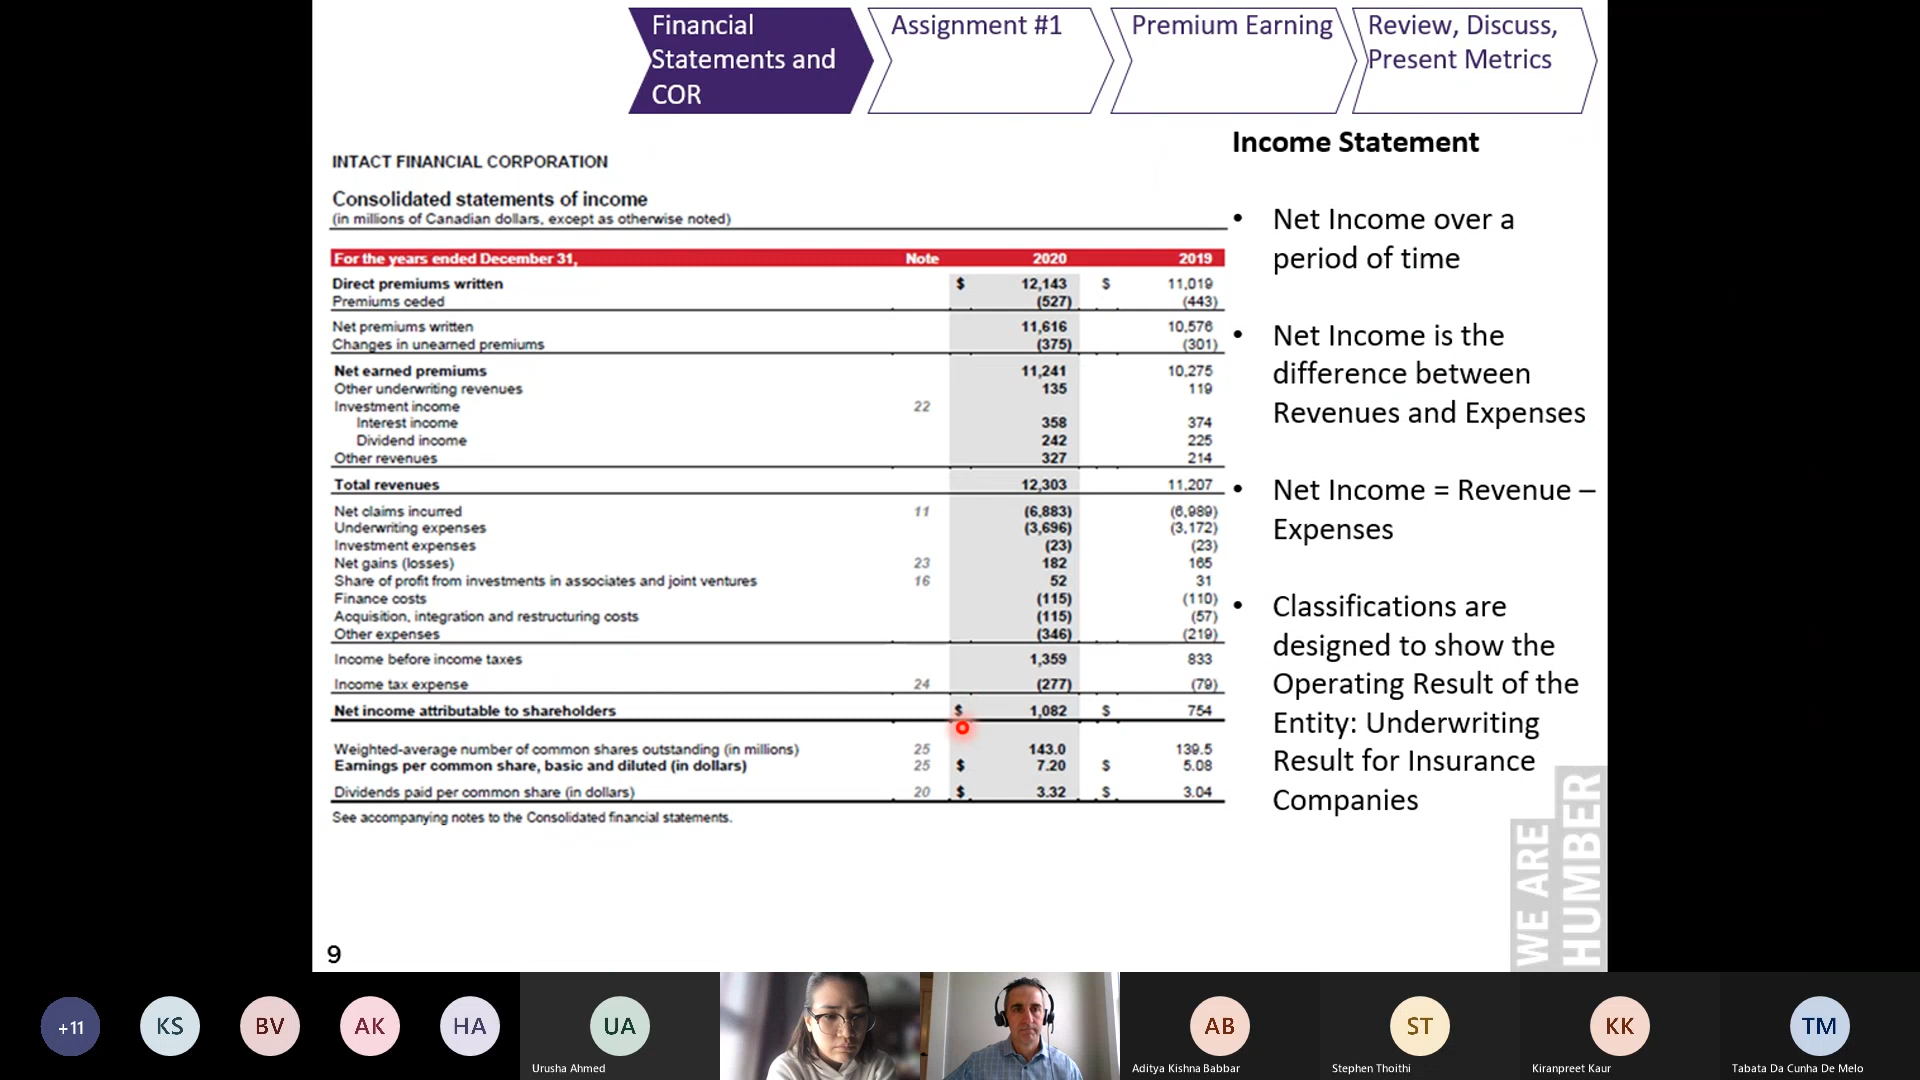 Financial
Statements and
COR
Assignment #1
Premium Earning
Review, Discuss,
Present Metrics
INTACT FINANCIAL CORPORATION
Consolidated statements of income
(in millions of Canadian dollars, except as otherwise noted)
For the years ended December 31, Note 2020 2019
Direct premiums written $ 12,143 $ 11,019
Premiums ceded (527) (443)
Net premiums written 11,616 10,576
Changes in unearned premiums (375) (301)
Net earned premiums 11,241 10,275
Other underwriting revenues 135 119
Investment income 22
Interest income 358 374
Dividend income 242 225
Other revenues 327 214
Total revenues 12,303 11,207
Net claims incurred 11 (6,883) (6,989)
Underwriting expenses (3,696) (3,172)
Investment expenses (23) (23)
Net gains (losses) 23 182 165
Share of profit from investments in associates and joint ventures 16 52 31
Finance costs (115) (110)
Acquisition, integration and restructuring costs (115) (57)
Other expenses (346) (219)
Income before income taxes 1,359 833
Income tax expense 24 (277) (79)
Net income attributable to shareholders $ 1,082 $ 754
Weighted-average number of common shares outstanding (in millions) 25 143.0 139.5
Earnings per common share, basic and diluted (in dollars) 25 $ 7.20 $ 5.08
Dividends paid per common share (in dollars) 20 $ 3.32 $ 3.04
See accompanying notes to the Consolidated financial statements.
Income Statement
• Net Income over a
period of time
• Net Income is the
difference between
Revenues and Expenses
• Net Income = Revenue –
Expenses
• Classifications are
designed to show the
Operating Result of the
Entity: Underwriting
Result for Insurance
Companies
WE ARE
HUMBER
9
+11
KS
BV
AK
HA
UA
Urusha Ahmed
AB
Aditya Kishna Babbar
ST
Stephen Thoithi
KK
Kiranpreet Kaur
TM
Tabata Da Cunha De Melo